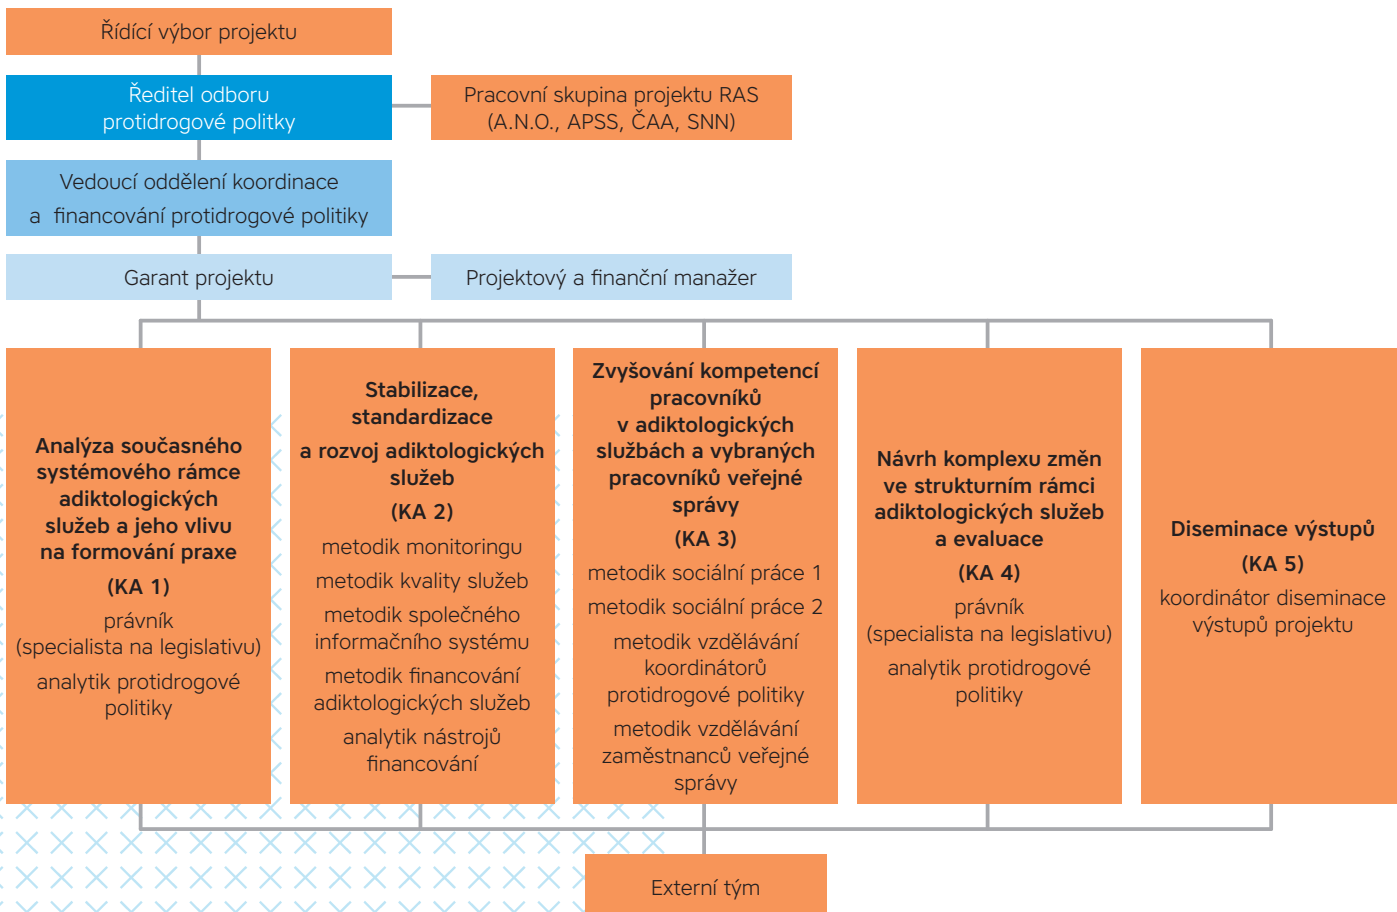 Řídící výbor projektu
Ředitel odboru
protidrogové politky
Pracovní skupina projektu RAS
(A.N.O., APSS, ČAA, SNN)
Vedoucí oddělení koordinace
a financování protidrogové politiky
Garant projektu
Projektový a finanční manažer
Analýza současného
systémového rámce
adiktologických
služeb a jeho vlivu
na formování praxe
(KA 1)
právník
(specialista na legislativu)
analytik protidrogové
politiky
Stabilizace,
standardizace
a rozvoj adiktologických
služeb
(KA 2)
metodik monitoringu
metodik kvality služeb
metodik společného
informačního systému
metodik financování
adiktologických služeb
analytik nástrojů
financování
Zvyšování kompetencí
pracovníků
v adiktologických
službách a vybraných
pracovníků veřejné
správy
(KA 3)
metodik sociální práce 1
metodik sociální práce 2
metodik vzdělávání
koordinátorů
protidrogové politiky
metodik vzdělávání
zaměstnanců veřejné
správy
Návrh komplexu změn
ve strukturním rámci
adiktologických služeb
a evaluace
(KA 4)
právník
(specialista na legislativu)
analytik protidrogové
politiky
Diseminace výstupů
(KA 5)
koordinátor diseminace
výstupů projektu
Externí tým